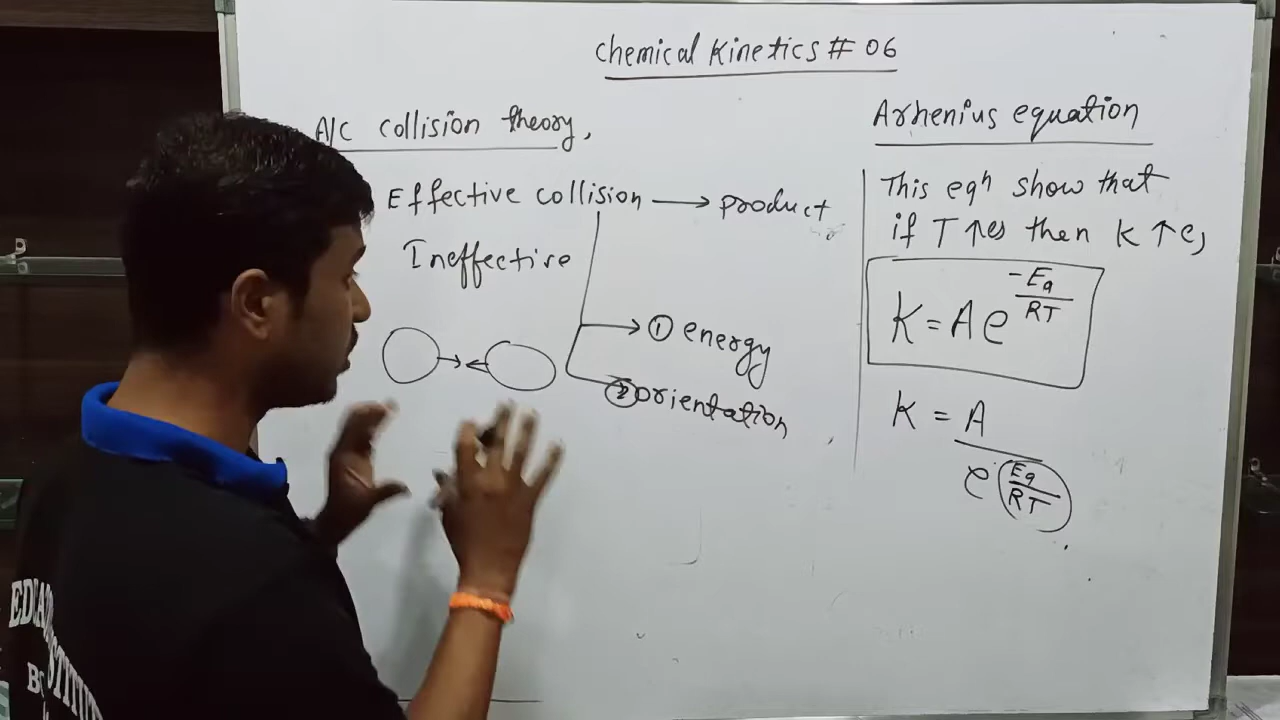 Chemical Kinetics # 06
A/C collision theory,
Effective collision → product
Ineffective
① energy
② orientation
Arhenius equation
This eqⁿ show that
if T ↑es then K ↑es
K = A e^(-Ea/RT)
K = A / e^(Ea/RT)